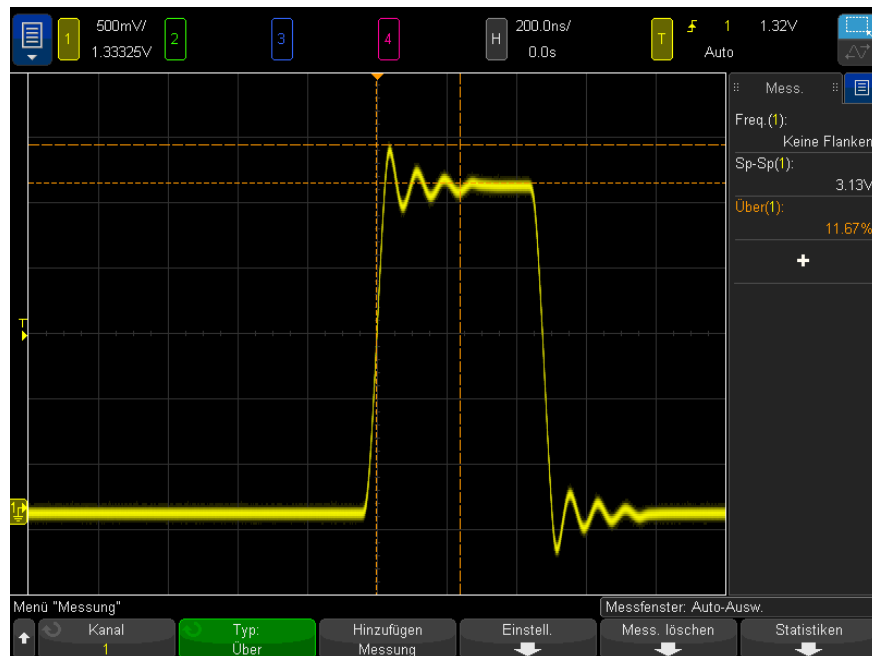 500mV/
1
1.33325V
2
3
4
H
200.0ns/
0.0s
T
1
1.32V
Auto
Mess.
Freq.(1):
Keine Flanken
Sp-Sp(1):
3.13V
Über(1):
11.67%
+
T
1
Menü "Messung"
Messfenster: Auto-Ausw.
Kanal
1
Typ:
Über
Hinzufügen
Messung
Einstell.
Mess. löschen
Statistiken